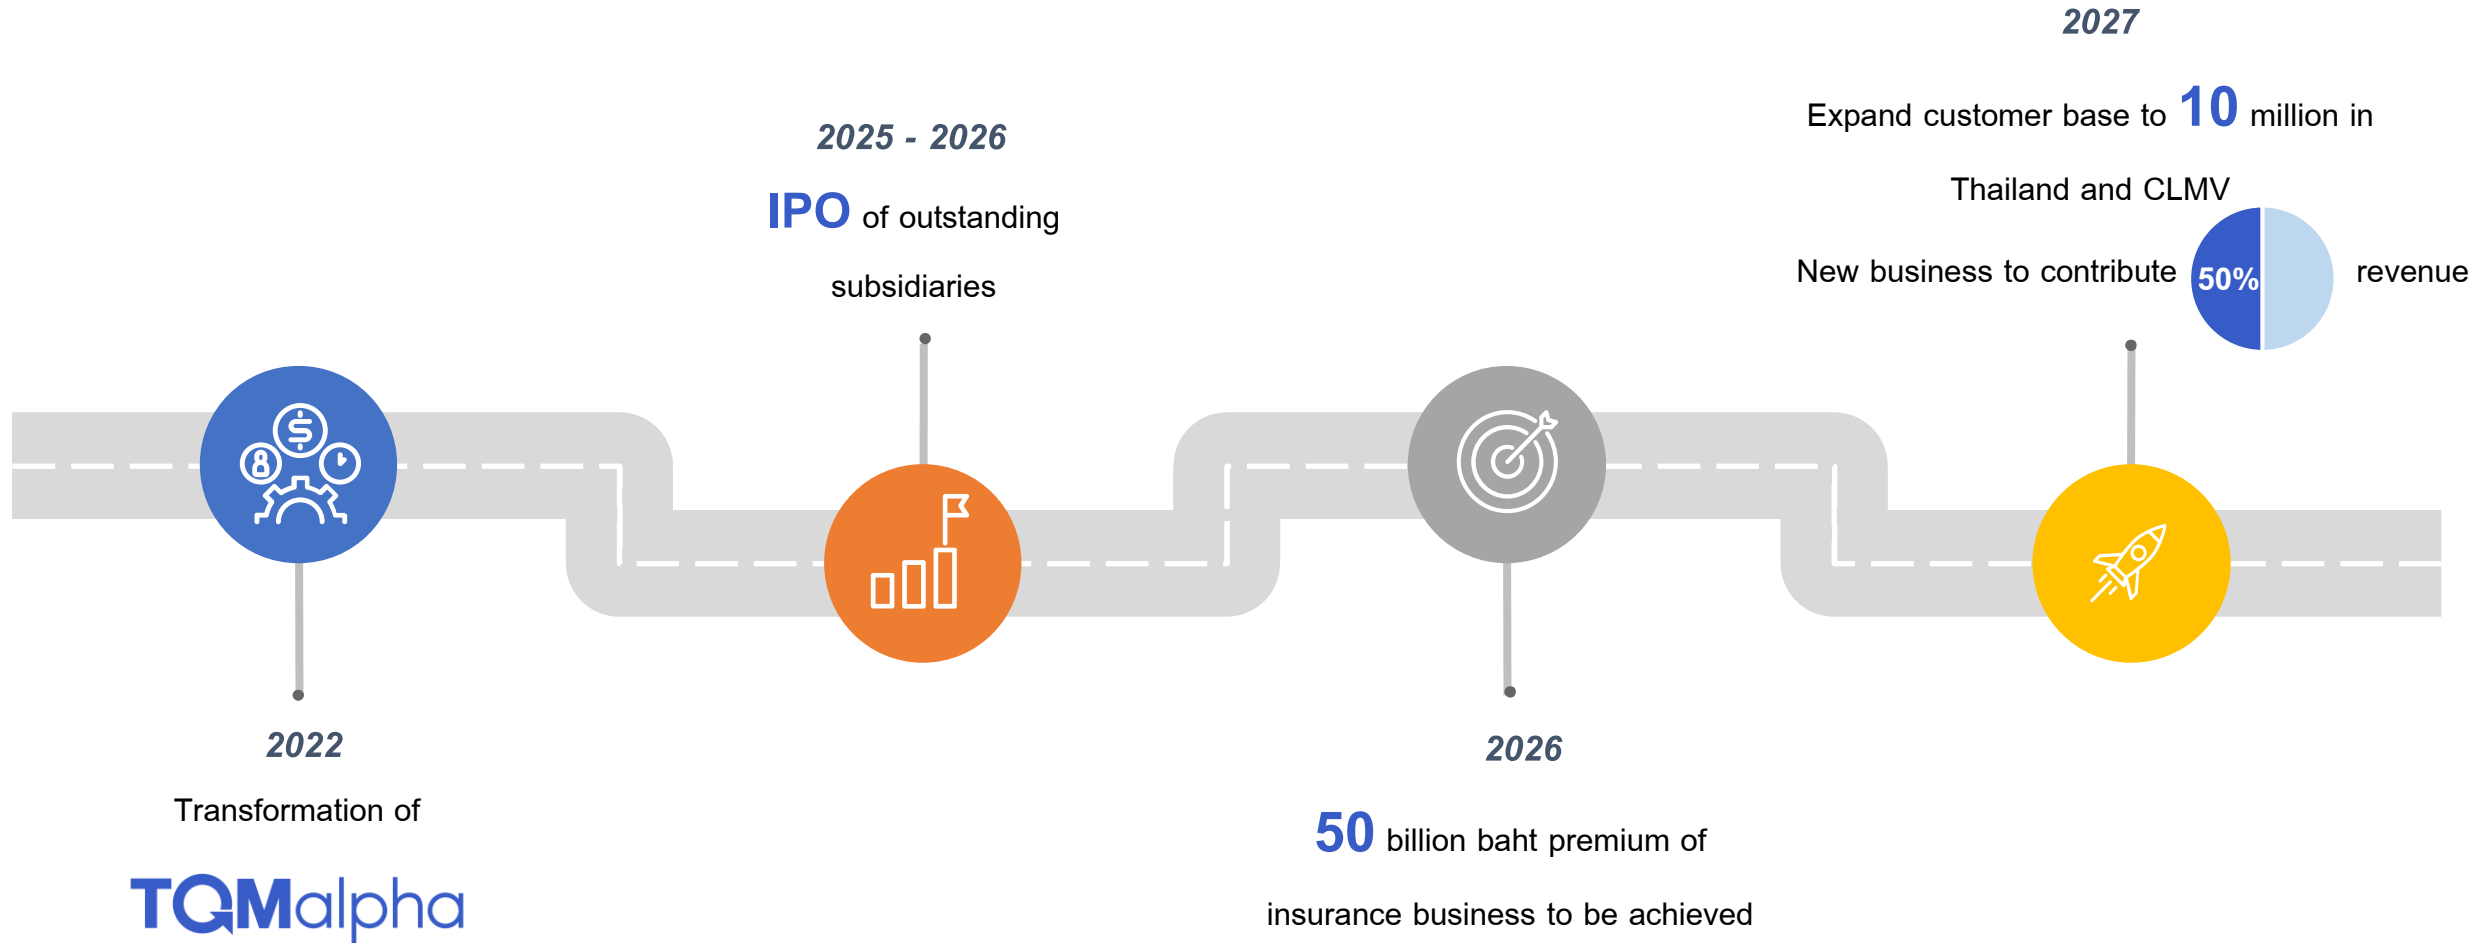 2022
Transformation of
TQMalpha
2025 - 2026
IPO of outstanding
subsidiaries
2026
50 billion baht premium of
insurance business to be achieved
2027
Expand customer base to 10 million in
Thailand and CLMV
New business to contribute 50% revenue